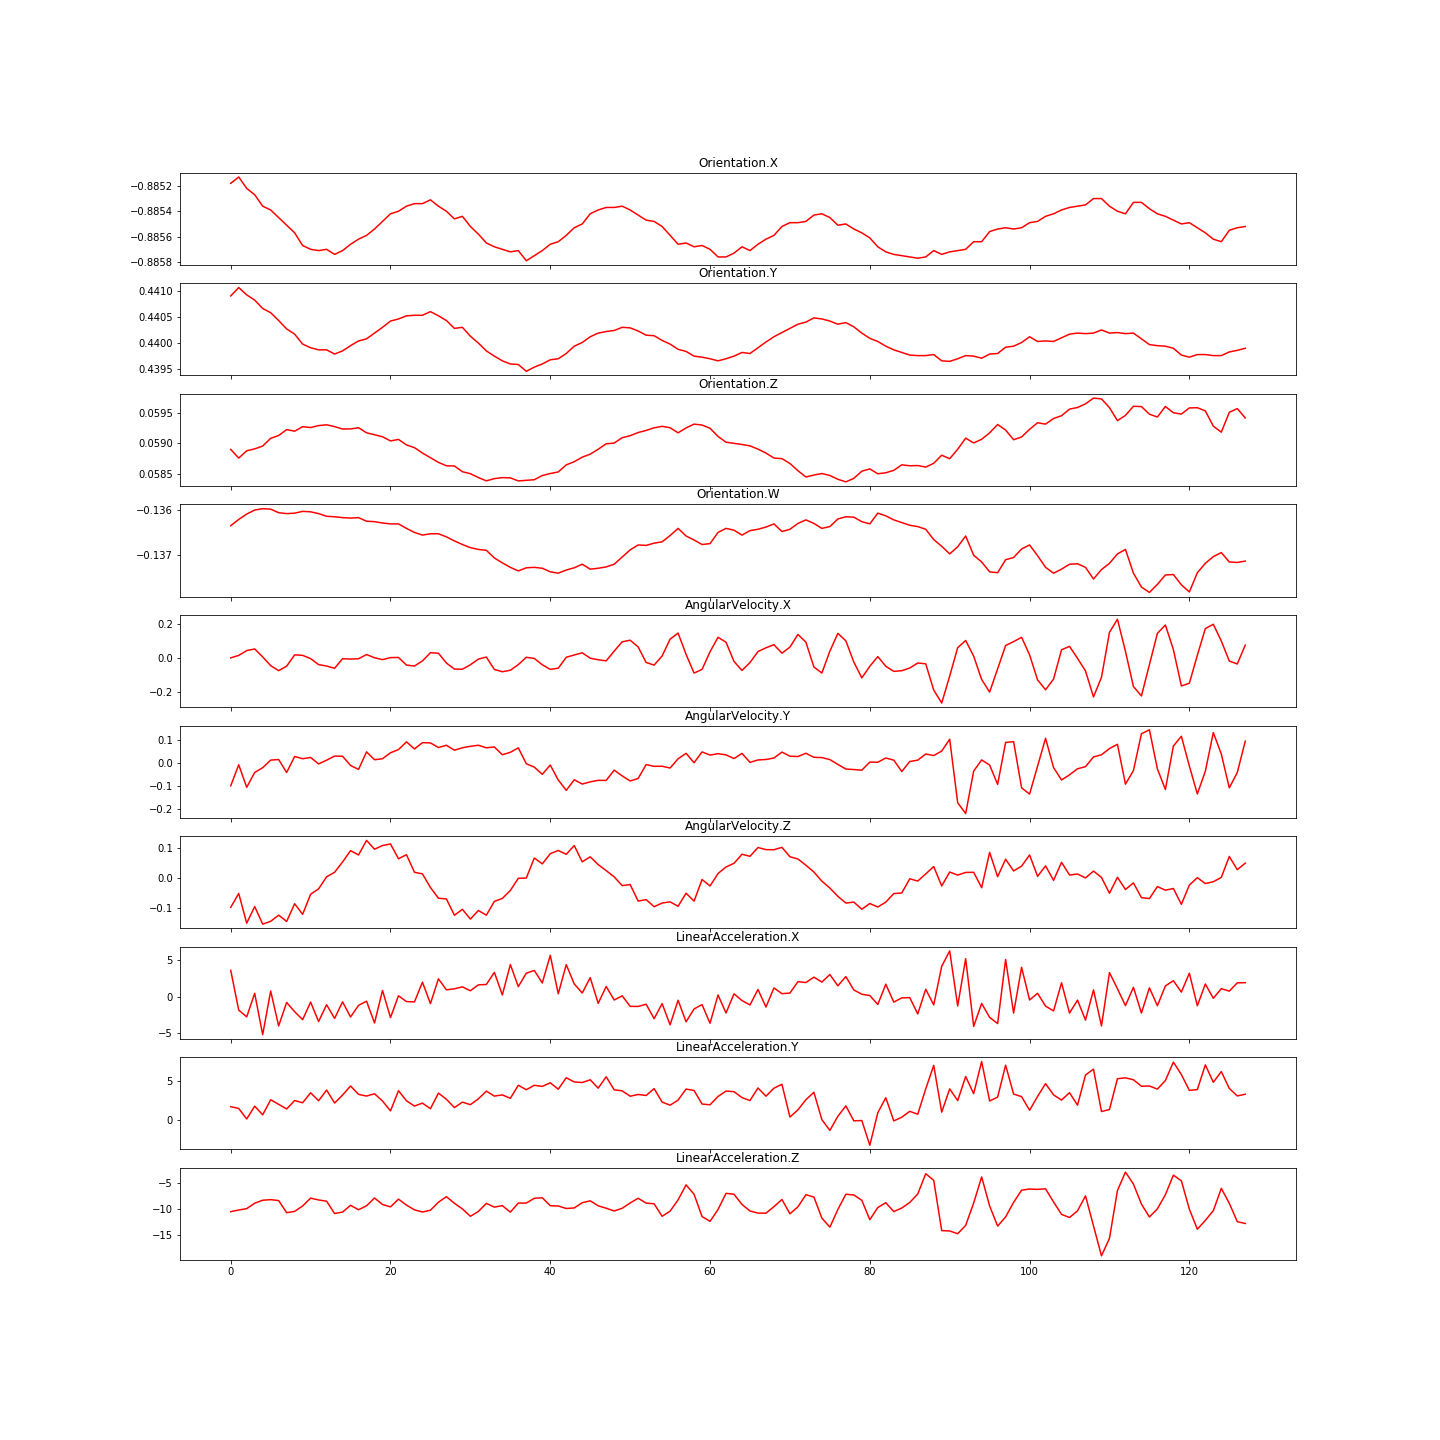 Orientation.X
−0.8852
−0.8854
−0.8856
−0.8858
Orientation.Y
0.4410
0.4405
0.4400
0.4395
Orientation.Z
0.0595
0.0590
0.0585
Orientation.W
−0.136
−0.137
AngularVelocity.X
0.2
0.0
−0.2
AngularVelocity.Y
0.1
0.0
−0.1
−0.2
AngularVelocity.Z
0.1
0.0
−0.1
LinearAcceleration.X
5
0
−5
LinearAcceleration.Y
5
0
LinearAcceleration.Z
−5
−10
−15
0 20 40 60 80 100 120